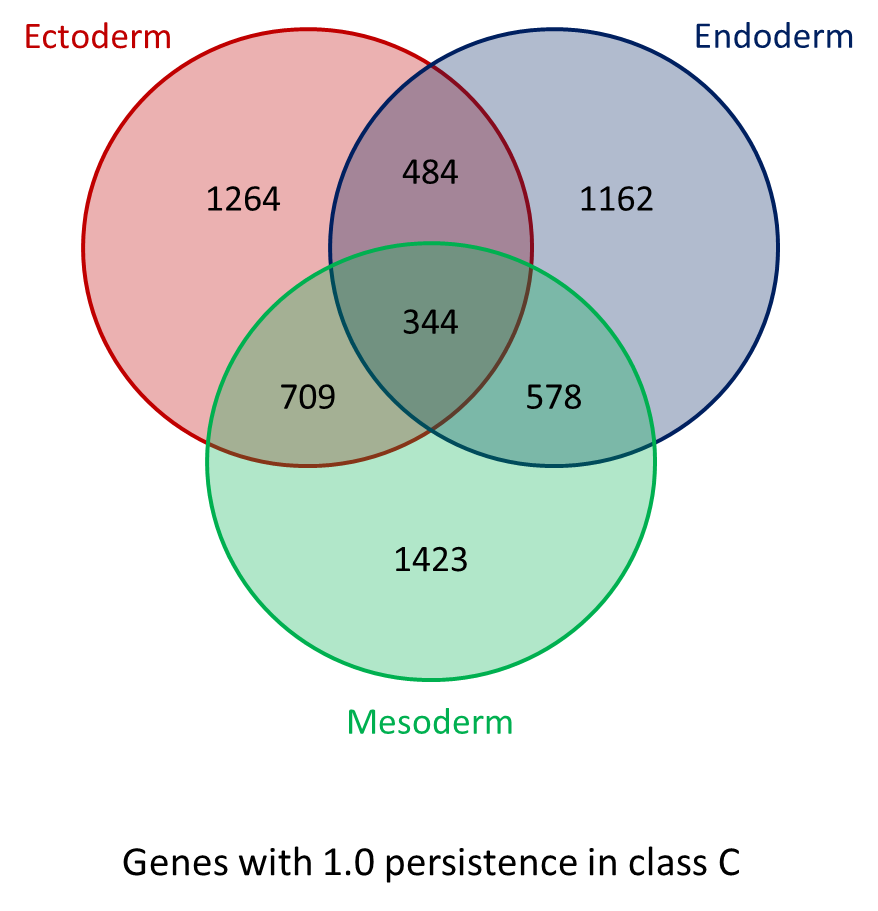 Ectoderm
Endoderm
484
1264
1162
344
709
578
1423
Mesoderm
Genes with 1.0 persistence in class C